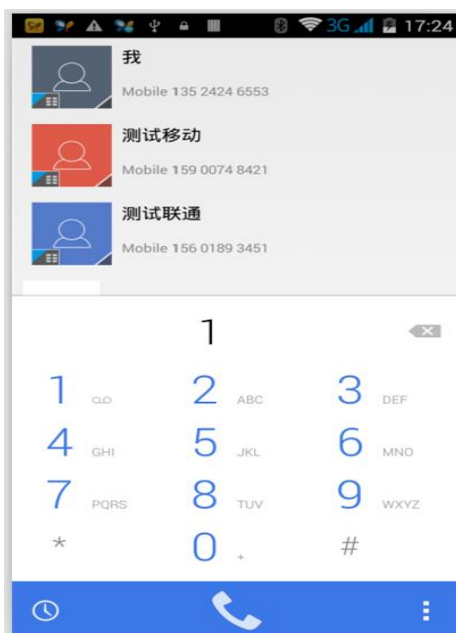 3G 17:24
我
Mobile 135 2424 6553
测试移动
Mobile 159 0074 8421
测试联通
Mobile 156 0189 3451
1
1 2 ABC 3 DEF
4 GHI 5 JKL 6 MNO
7 PQRS 8 TUV 9 WXYZ
* 0 + #